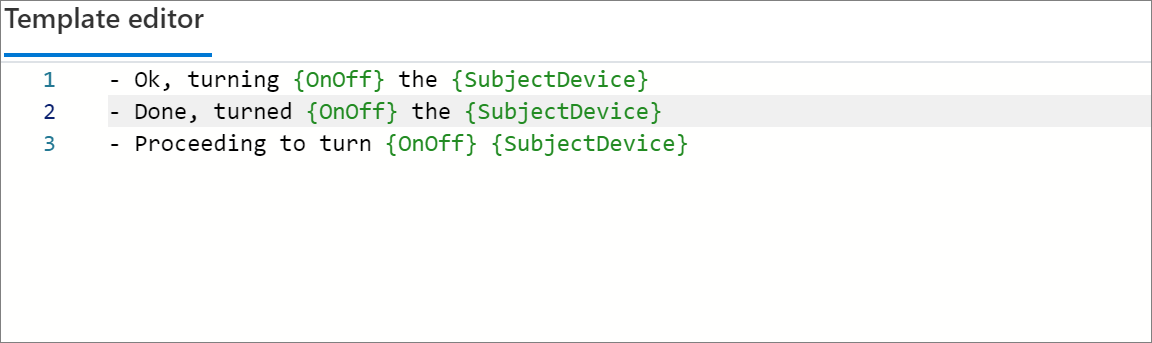 Template editor
1 - Ok, turning {OnOff} the {SubjectDevice}
2 - Done, turned {OnOff} the {SubjectDevice}
3 - Proceeding to turn {OnOff} {SubjectDevice}